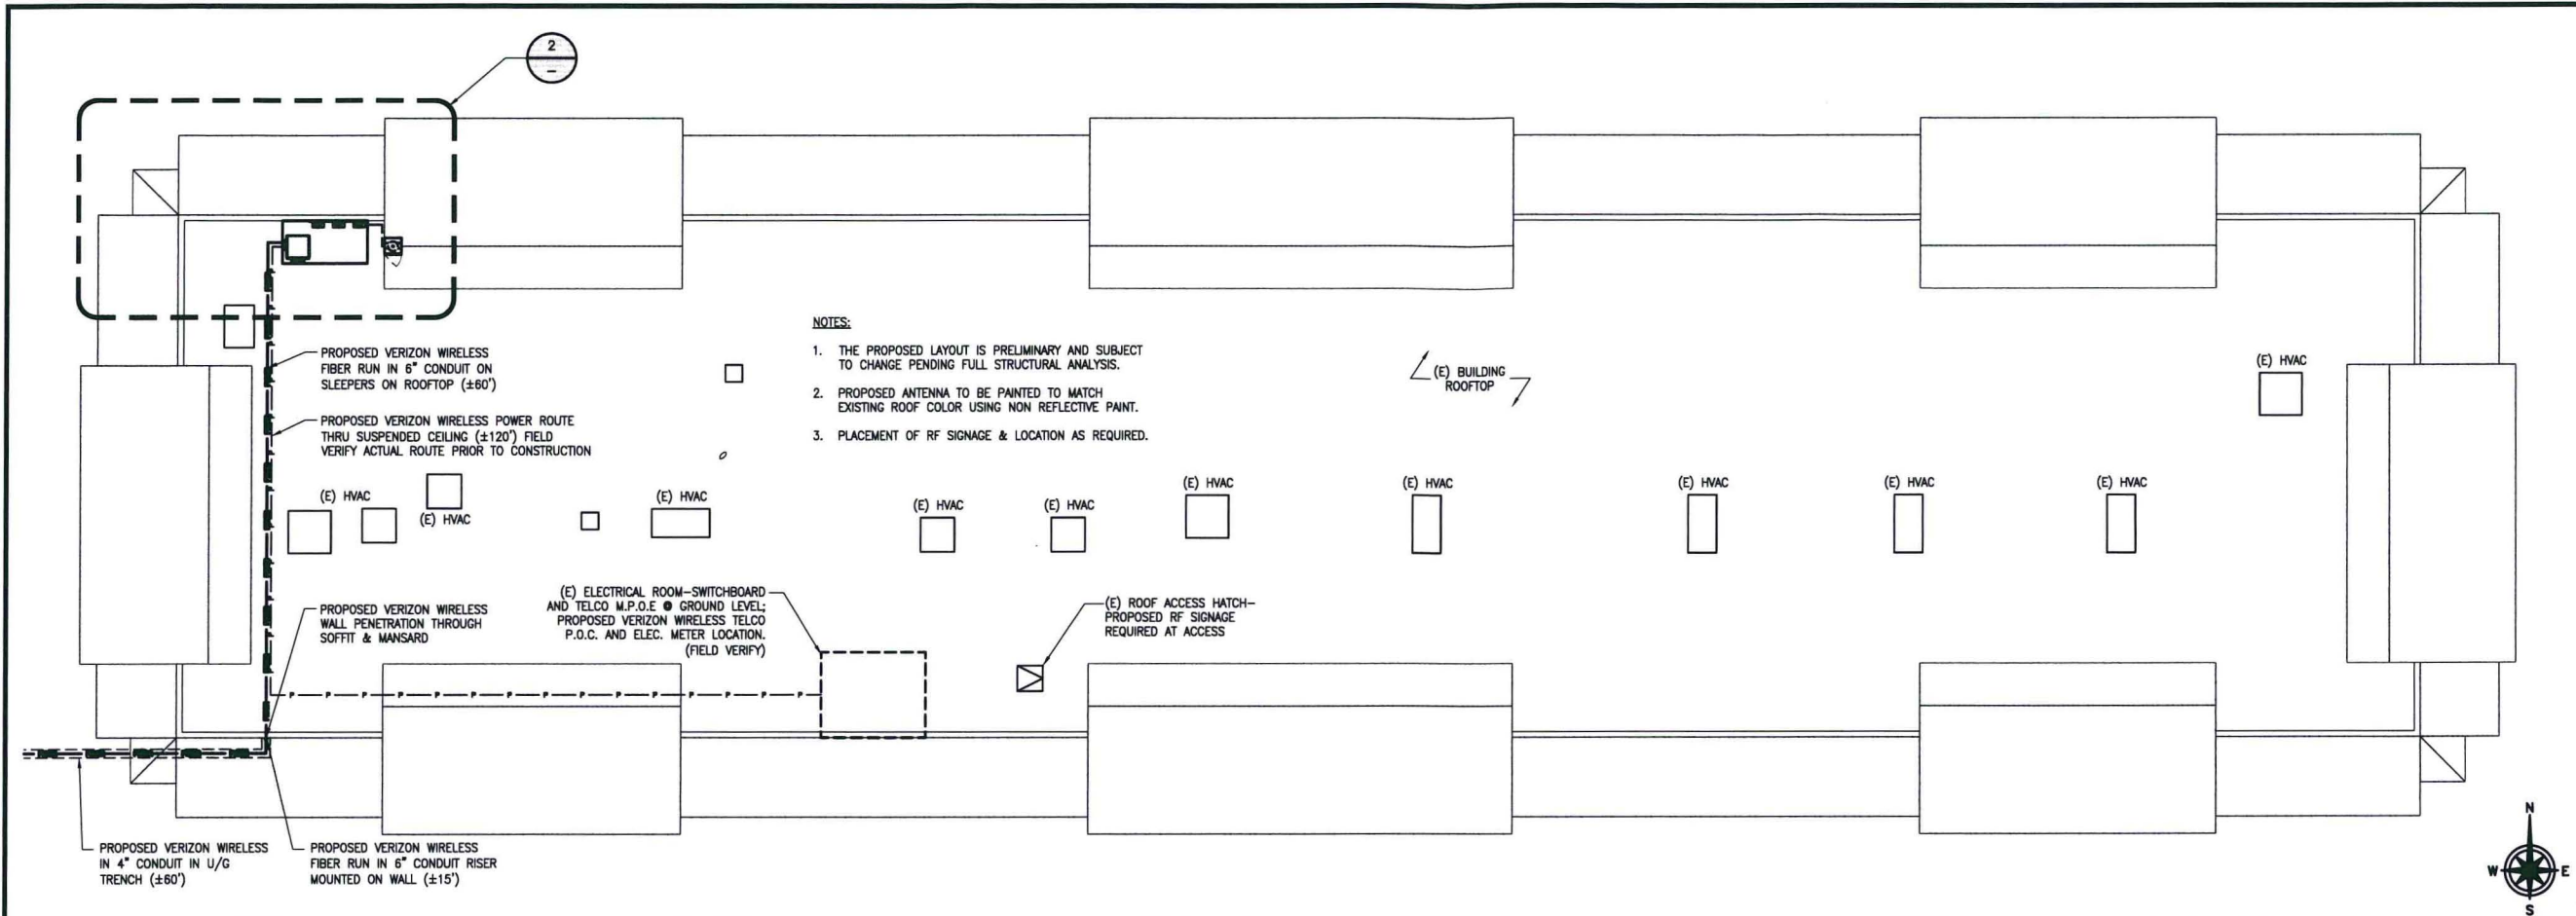 2
–
NOTES:
1. THE PROPOSED LAYOUT IS PRELIMINARY AND SUBJECT
TO CHANGE PENDING FULL STRUCTURAL ANALYSIS.
2. PROPOSED ANTENNA TO BE PAINTED TO MATCH
EXISTING ROOF COLOR USING NON REFLECTIVE PAINT.
3. PLACEMENT OF RF SIGNAGE & LOCATION AS REQUIRED.
PROPOSED VERIZON WIRELESS
FIBER RUN IN 6" CONDUIT ON
SLEEPERS ON ROOFTOP (±60')
PROPOSED VERIZON WIRELESS POWER ROUTE
THRU SUSPENDED CEILING (±120') FIELD
VERIFY ACTUAL ROUTE PRIOR TO CONSTRUCTION
(E) BUILDING
ROOFTOP
(E) HVAC
(E) HVAC
(E) HVAC
(E) HVAC
(E) HVAC
(E) HVAC
(E) HVAC
(E) HVAC
(E) HVAC
(E) HVAC
(E) HVAC
PROPOSED VERIZON WIRELESS
WALL PENETRATION THROUGH
SOFFIT & MANSARD
(E) ELECTRICAL ROOM-SWITCHBOARD
AND TELCO M.P.O.E @ GROUND LEVEL;
PROPOSED VERIZON WIRELESS TELCO
P.O.C. AND ELEC. METER LOCATION.
(FIELD VERIFY)
(E) ROOF ACCESS HATCH-
PROPOSED RF SIGNAGE
REQUIRED AT ACCESS
P P P P P P P P P P P P P P P
PROPOSED VERIZON WIRELESS
IN 4" CONDUIT IN U/G
TRENCH (±60')
PROPOSED VERIZON WIRELESS
FIBER RUN IN 6" CONDUIT RISER
MOUNTED ON WALL (±15')
N
W E
S